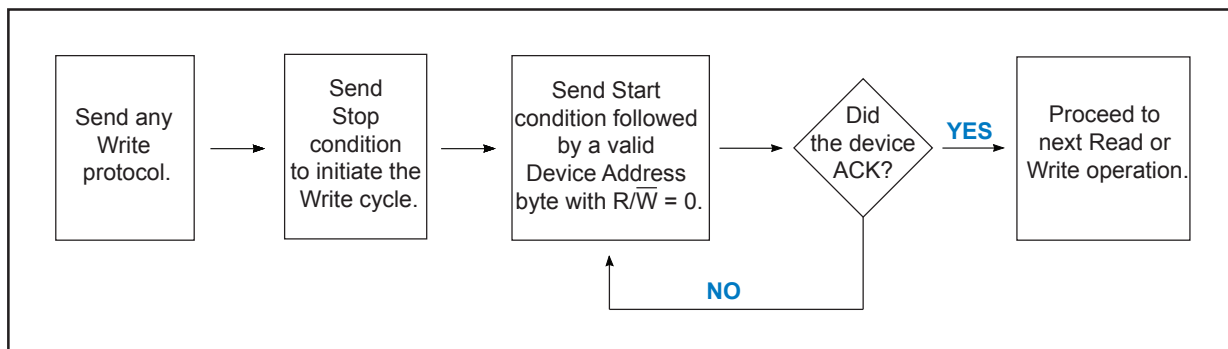 Send any
Write
protocol.
Send
Stop
condition
to initiate the
Write cycle.
Send Start
condition followed
by a valid
Device Address
byte with R/W̅ = 0.
Did
the device
ACK?
YES
NO
Proceed to
next Read or
Write operation.